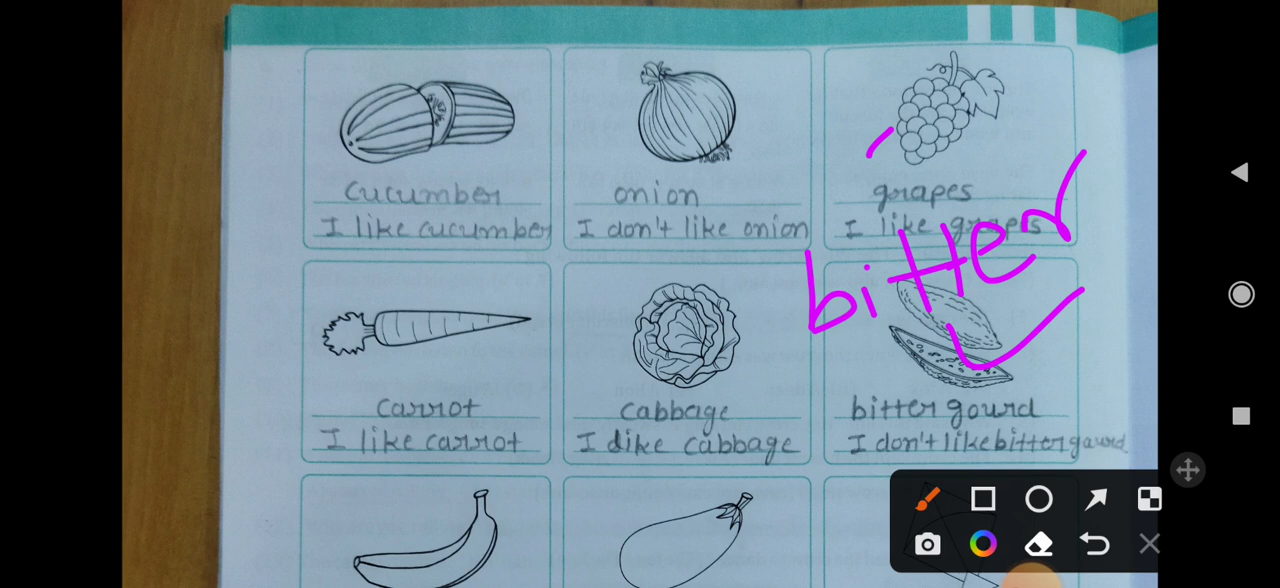 cucumber
I like cucumber
onion
I don't like onion
grapes
I like grapes
bitter
carrot
I like carrot
cabbage
I dike cabbage
bitter gourd
I don't like bitter gaurd